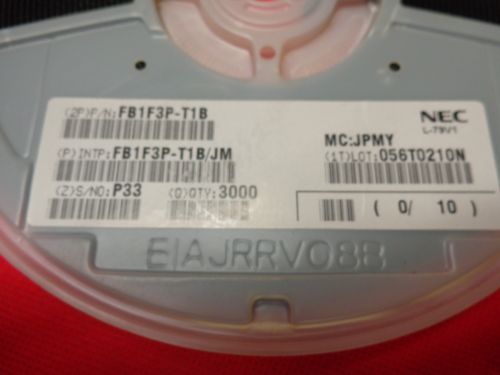 (2P)P/N: FB1F3P-T1B
NEC
L-79V1
MC: JPMY
(P)INTP: FB1F3P-T1B/JM
(1T)LOT: 056T0210N
(Z)S/NO: P33 (Q)QTY: 3000
( 0/ 10 )
EIAJRRV08B